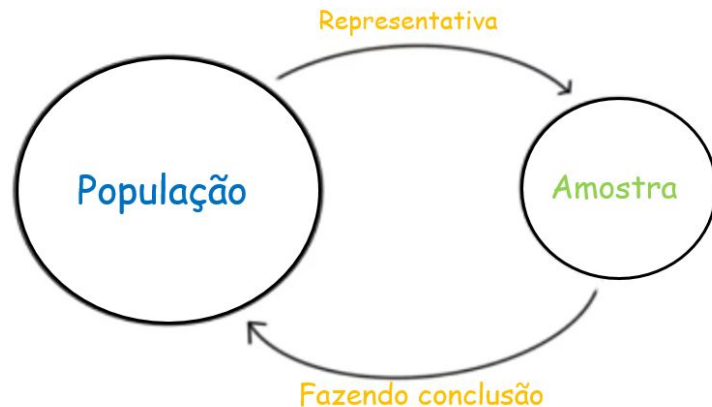 Representativa
População
Amostra
Fazendo conclusão